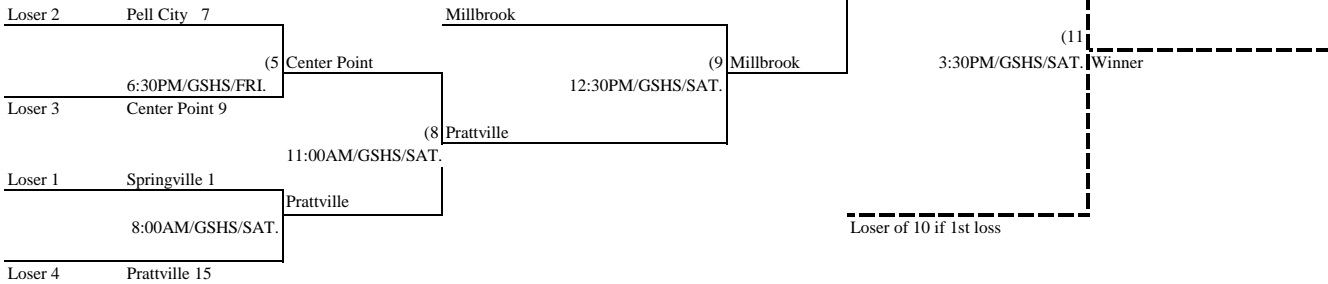 Loser 2 Pell City 7 Millbrook
(11
(5 Center Point (9 Millbrook 3:30PM/GSHS/SAT. Winner
6:30PM/GSHS/FRI. 12:30PM/GSHS/SAT.
Loser 3 Center Point 9
(8 Prattville
11:00AM/GSHS/SAT.
Loser 1 Springville 1
Prattville
8:00AM/GSHS/SAT. Loser of 10 if 1st loss
Loser 4 Prattville 15